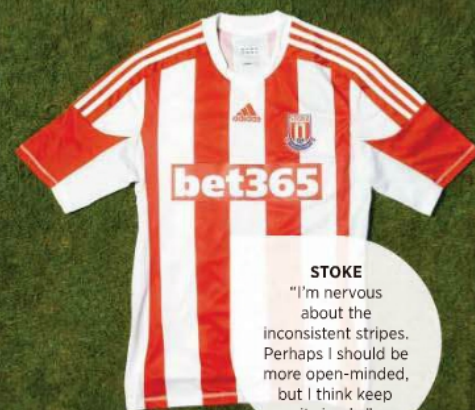 adidas
bet365
STOKE
"I'm nervous
about the
inconsistent stripes.
Perhaps I should be
more open-minded,
but I think keep